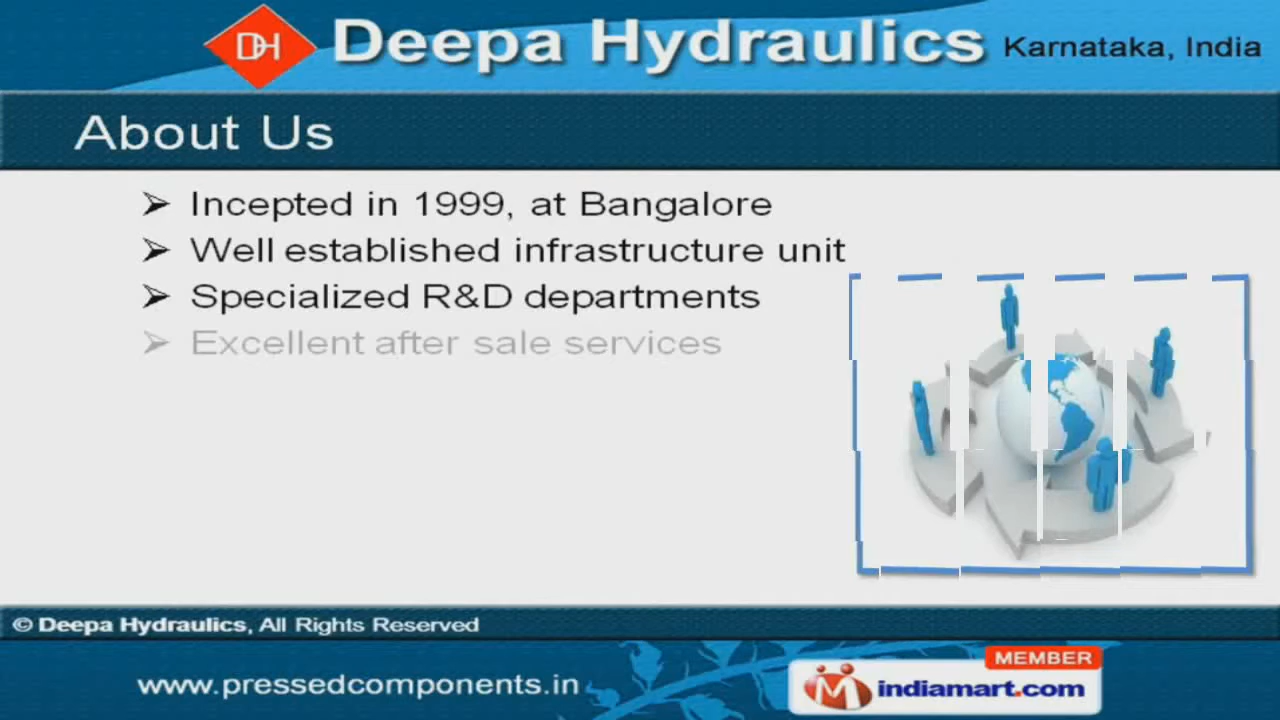 DH
Deepa Hydraulics
Karnataka, India
About Us
➢ Incepted in 1999, at Bangalore
➢ Well established infrastructure unit
➢ Specialized R&D departments
➢ Excellent after sale services
© Deepa Hydraulics, All Rights Reserved
www.pressedcomponents.in
MEMBER
indiamart.com